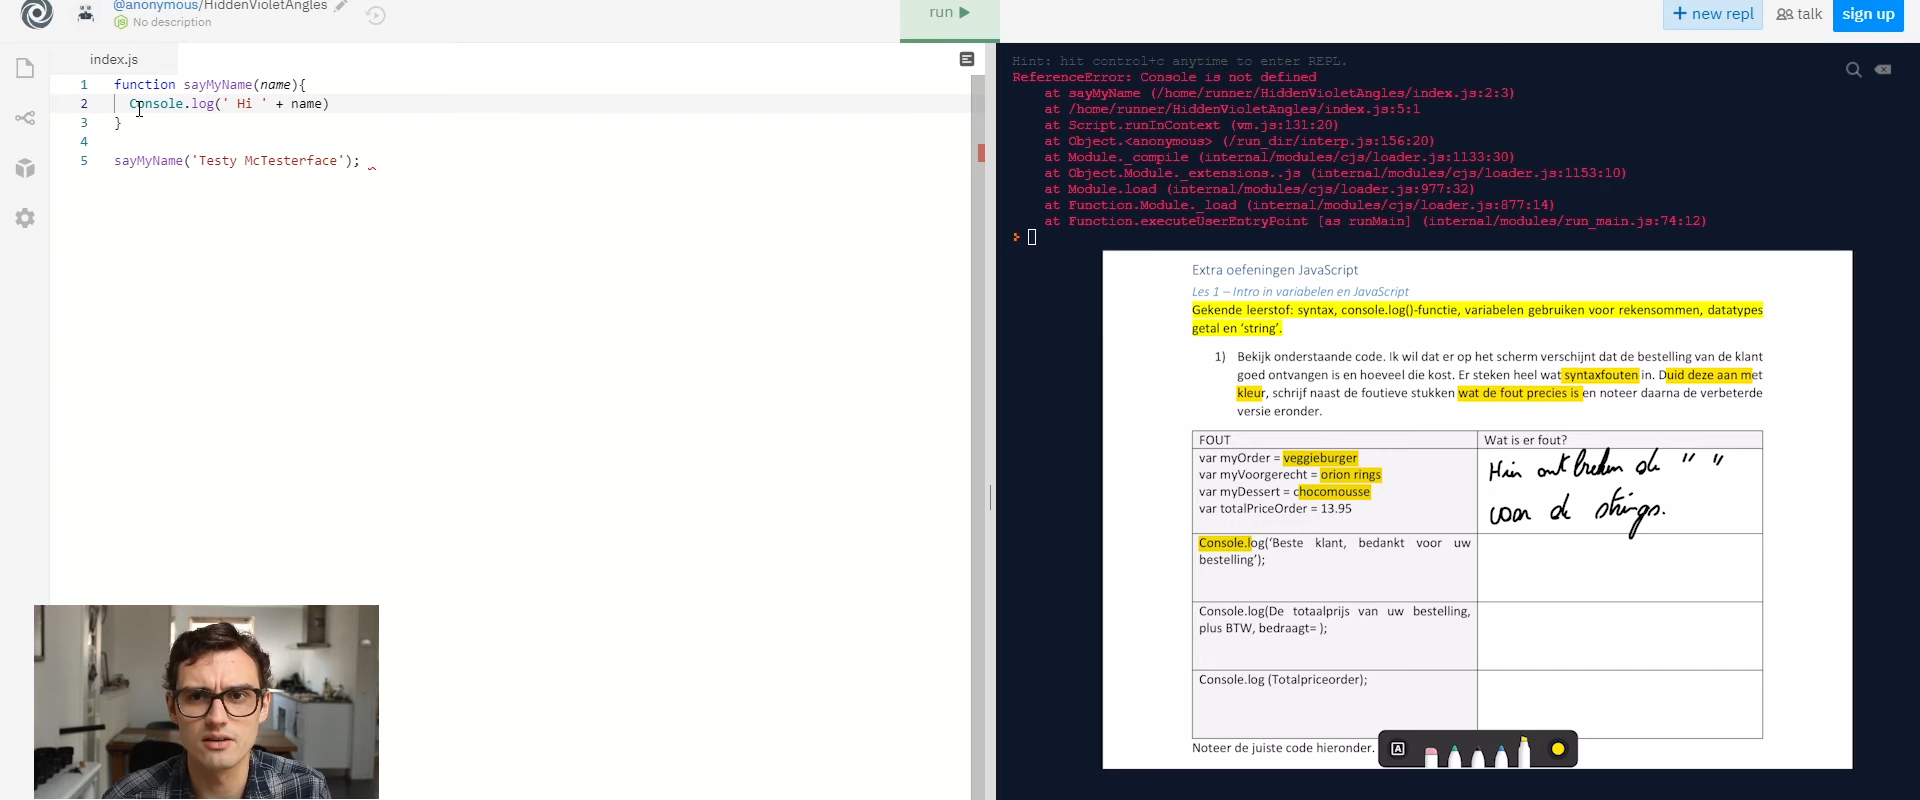 @anonymous/HiddenVioletAngles
No description
run
+ new repl
talk
sign up
index.js
1 function sayMyName(name){
2 Console.log(' Hi ' + name)
3 }
4
5 sayMyName('Testy McTesterface');
Hint: hit control+c anytime to enter REPL.
ReferenceError: Console is not defined
at sayMyName (/home/runner/HiddenVioletAngles/index.js:2:3)
at /home/runner/HiddenVioletAngles/index.js:5:1
at Script.runInContext (vm.js:131:20)
at Object.<anonymous> (/run_dir/interp.js:156:20)
at Module._compile (internal/modules/cjs/loader.js:1133:30)
at Object.Module._extensions..js (internal/modules/cjs/loader.js:1153:10)
at Module.load (internal/modules/cjs/loader.js:977:32)
at Function.Module._load (internal/modules/cjs/loader.js:877:14)
at Function.executeUserEntryPoint [as runMain] (internal/modules/run_main.js:74:12)
>
Extra oefeningen JavaScript
Les 1 – Intro in variabelen en JavaScript
Gekende leerstof: syntax, console.log()-functie, variabelen gebruiken voor rekensommen, datatypes
getal en ‘string’.
1) Bekijk onderstaande code. Ik wil dat er op het scherm verschijnt dat de bestelling van de klant
goed ontvangen is en hoeveel die kost. Er steken heel wat syntaxfouten in. Duid deze aan met
kleur, schrijf naast de foutieve stukken wat de fout precies is en noteer daarna de verbeterde
versie eronder.
FOUT
Wat is er fout?
var myOrder = veggieburger
var myVoorgerecht = orion rings
var myDessert = chocomousse
var totalPriceOrder = 13.95
Hier ontbreken de " "
voor de strings.
Console.log(‘Beste klant, bedankt voor uw
bestelling’);
Console.log(De totaalprijs van uw bestelling,
plus BTW, bedraagt= );
Console.log (Totalpriceorder);
Noteer de juiste code hieronder.
A